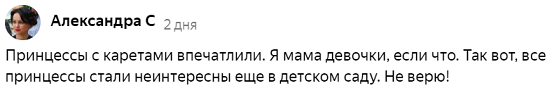 Александра С 2 дня
Принцессы с каретами впечатлили. Я мама девочки, если что. Так вот, все
принцессы стали неинтересны еще в детском саду. Не верю!